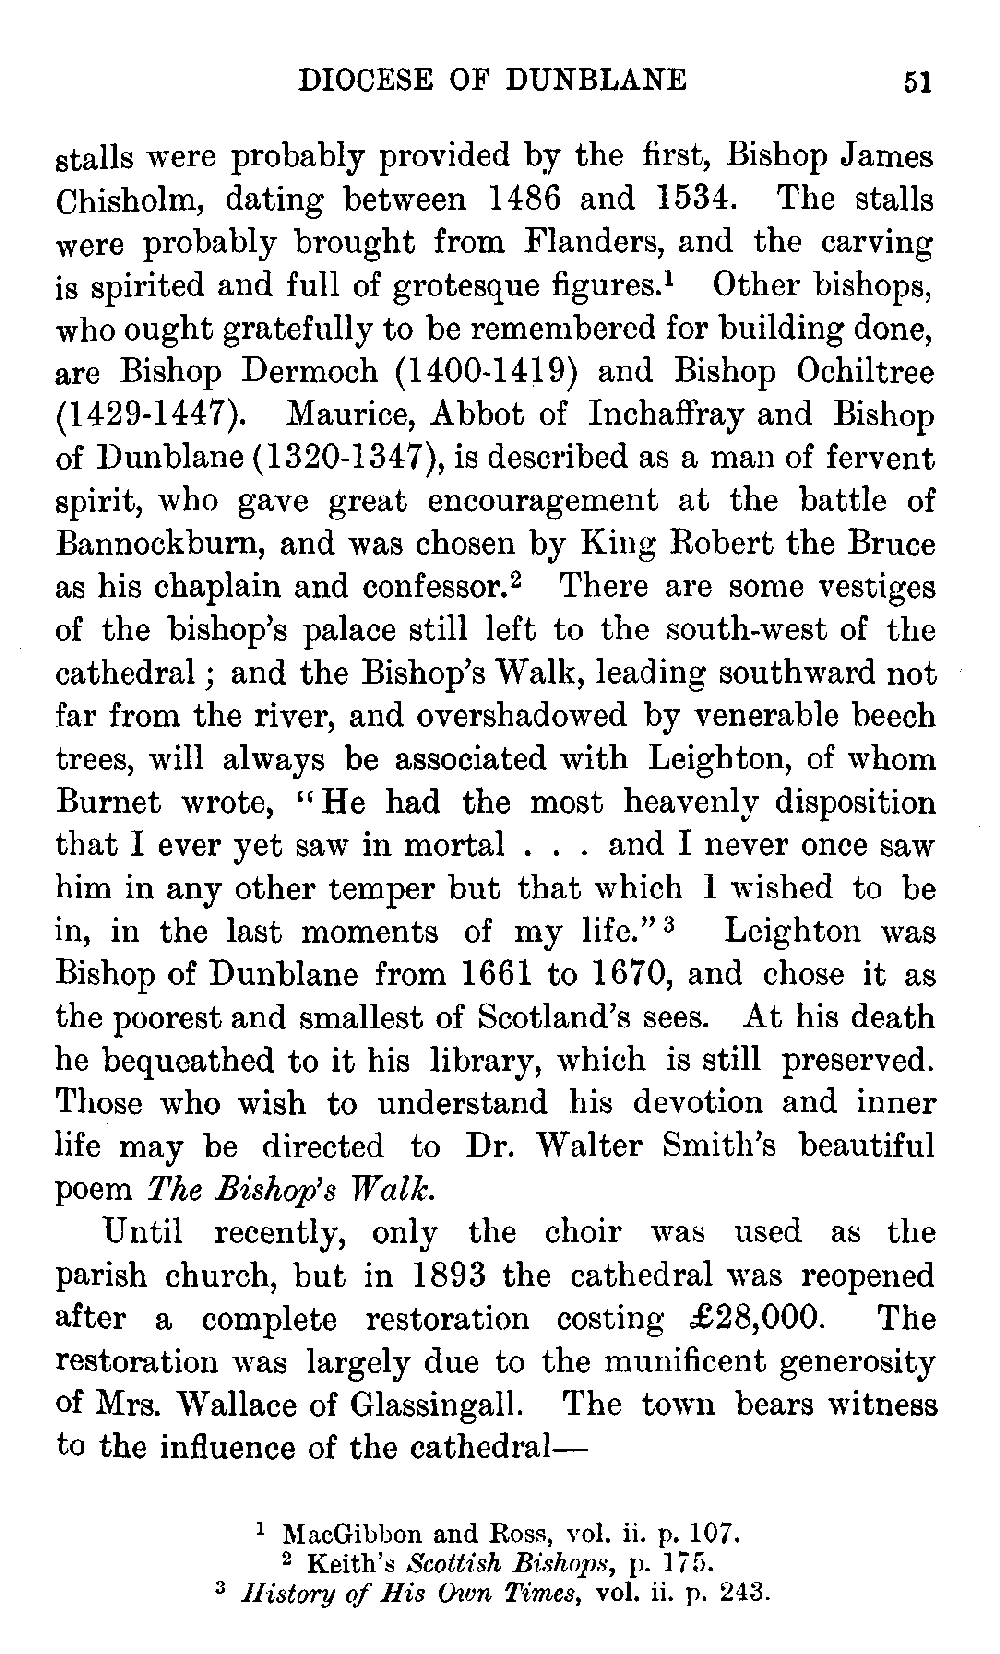 DIOCESE OF DUNBLANE 51
stalls were probably provided by the first, Bishop James
Chisholm, dating between 1486 and 1534. The stalls
were probably brought from Flanders, and the carving
is spirited and full of grotesque figures.¹ Other bishops,
who ought gratefully to be remembered for building done,
are Bishop Dermoch (1400-1419) and Bishop Ochiltree
(1429-1447). Maurice, Abbot of Inchaffray and Bishop
of Dunblane (1320-1347), is described as a man of fervent
spirit, who gave great encouragement at the battle of
Bannockburn, and was chosen by King Robert the Bruce
as his chaplain and confessor.² There are some vestiges
of the bishop's palace still left to the south-west of the
cathedral; and the Bishop's Walk, leading southward not
far from the river, and overshadowed by venerable beech
trees, will always be associated with Leighton, of whom
Burnet wrote, "He had the most heavenly disposition
that I ever yet saw in mortal . . . and I never once saw
him in any other temper but that which I wished to be
in, in the last moments of my life."³ Leighton was
Bishop of Dunblane from 1661 to 1670, and chose it as
the poorest and smallest of Scotland's sees. At his death
he bequeathed to it his library, which is still preserved.
Those who wish to understand his devotion and inner
life may be directed to Dr. Walter Smith's beautiful
poem The Bishop's Walk.
Until recently, only the choir was used as the
parish church, but in 1893 the cathedral was reopened
after a complete restoration costing £28,000. The
restoration was largely due to the munificent generosity
of Mrs. Wallace of Glassingall. The town bears witness
to the influence of the cathedral—
¹ MacGibbon and Ross, vol. ii. p. 107.
² Keith's Scottish Bishops, p. 175.
³ History of His Own Times, vol. ii. p. 243.